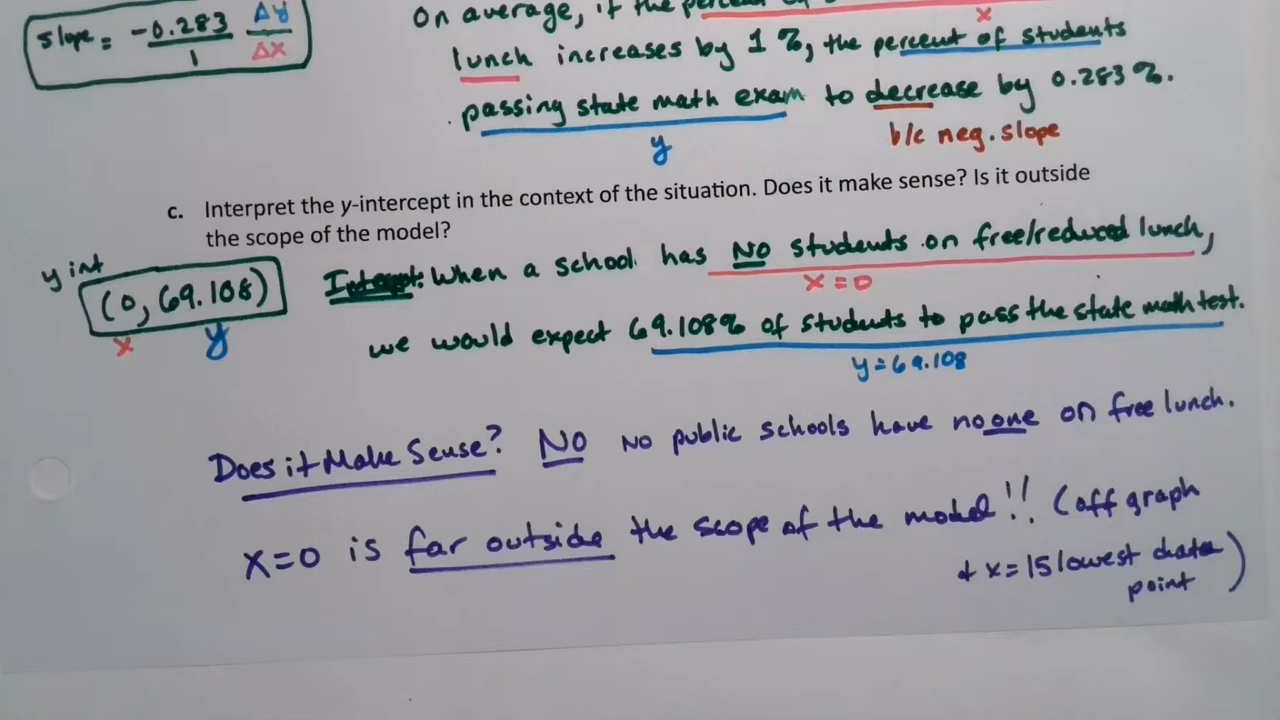 slope = -0.283 / 1 Δy / Δx
On average, if the percent
x
lunch increases by 1 %, the percent of students
passing state math exam to decrease by 0.283 %.
y
b/c neg. slope
c. Interpret the y-intercept in the context of the situation. Does it make sense? Is it outside
the scope of the model?
y int
(0, 69.108)
x y
Interpt: When a school has NO students on free/reduced lunch,
x=0
we would expect 69.108% of students to pass the state math test.
y=69.108
Does it Make Sense? NO No public schools have no one on free lunch.
x=0 is far outside the scope of the model!! (off graph
+ x=15 lowest data
point)